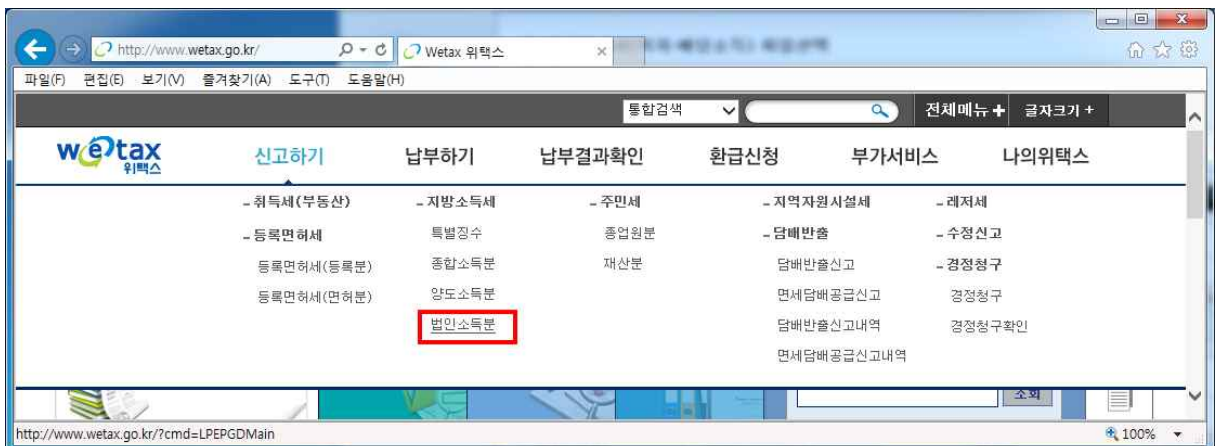 http://www.wetax.go.kr/
Wetax 위택스
파일(F) 편집(E) 보기(V) 즐겨찾기(A) 도구(T) 도움말(H)
통합검색 전체메뉴 + 글자크기 +
wetax 위택스
신고하기 납부하기 납부결과확인 환급신청 부가서비스 나의위택스
- 취득세(부동산) - 지방소득세 - 주민세 - 지역자원시설세 - 레저세
- 등록면허세 특별징수 종업원분 - 담배반출 - 수정신고
등록면허세(등록분) 종합소득분 재산분 담배반출신고 - 경정청구
등록면허세(면허분) 양도소득분 면세담배공급신고 경정청구
법인소득분 담배반출신고내역 경정청구확인
면세담배공급신고내역
조회
http://www.wetax.go.kr/?cmd=LPEPGDMain 100%